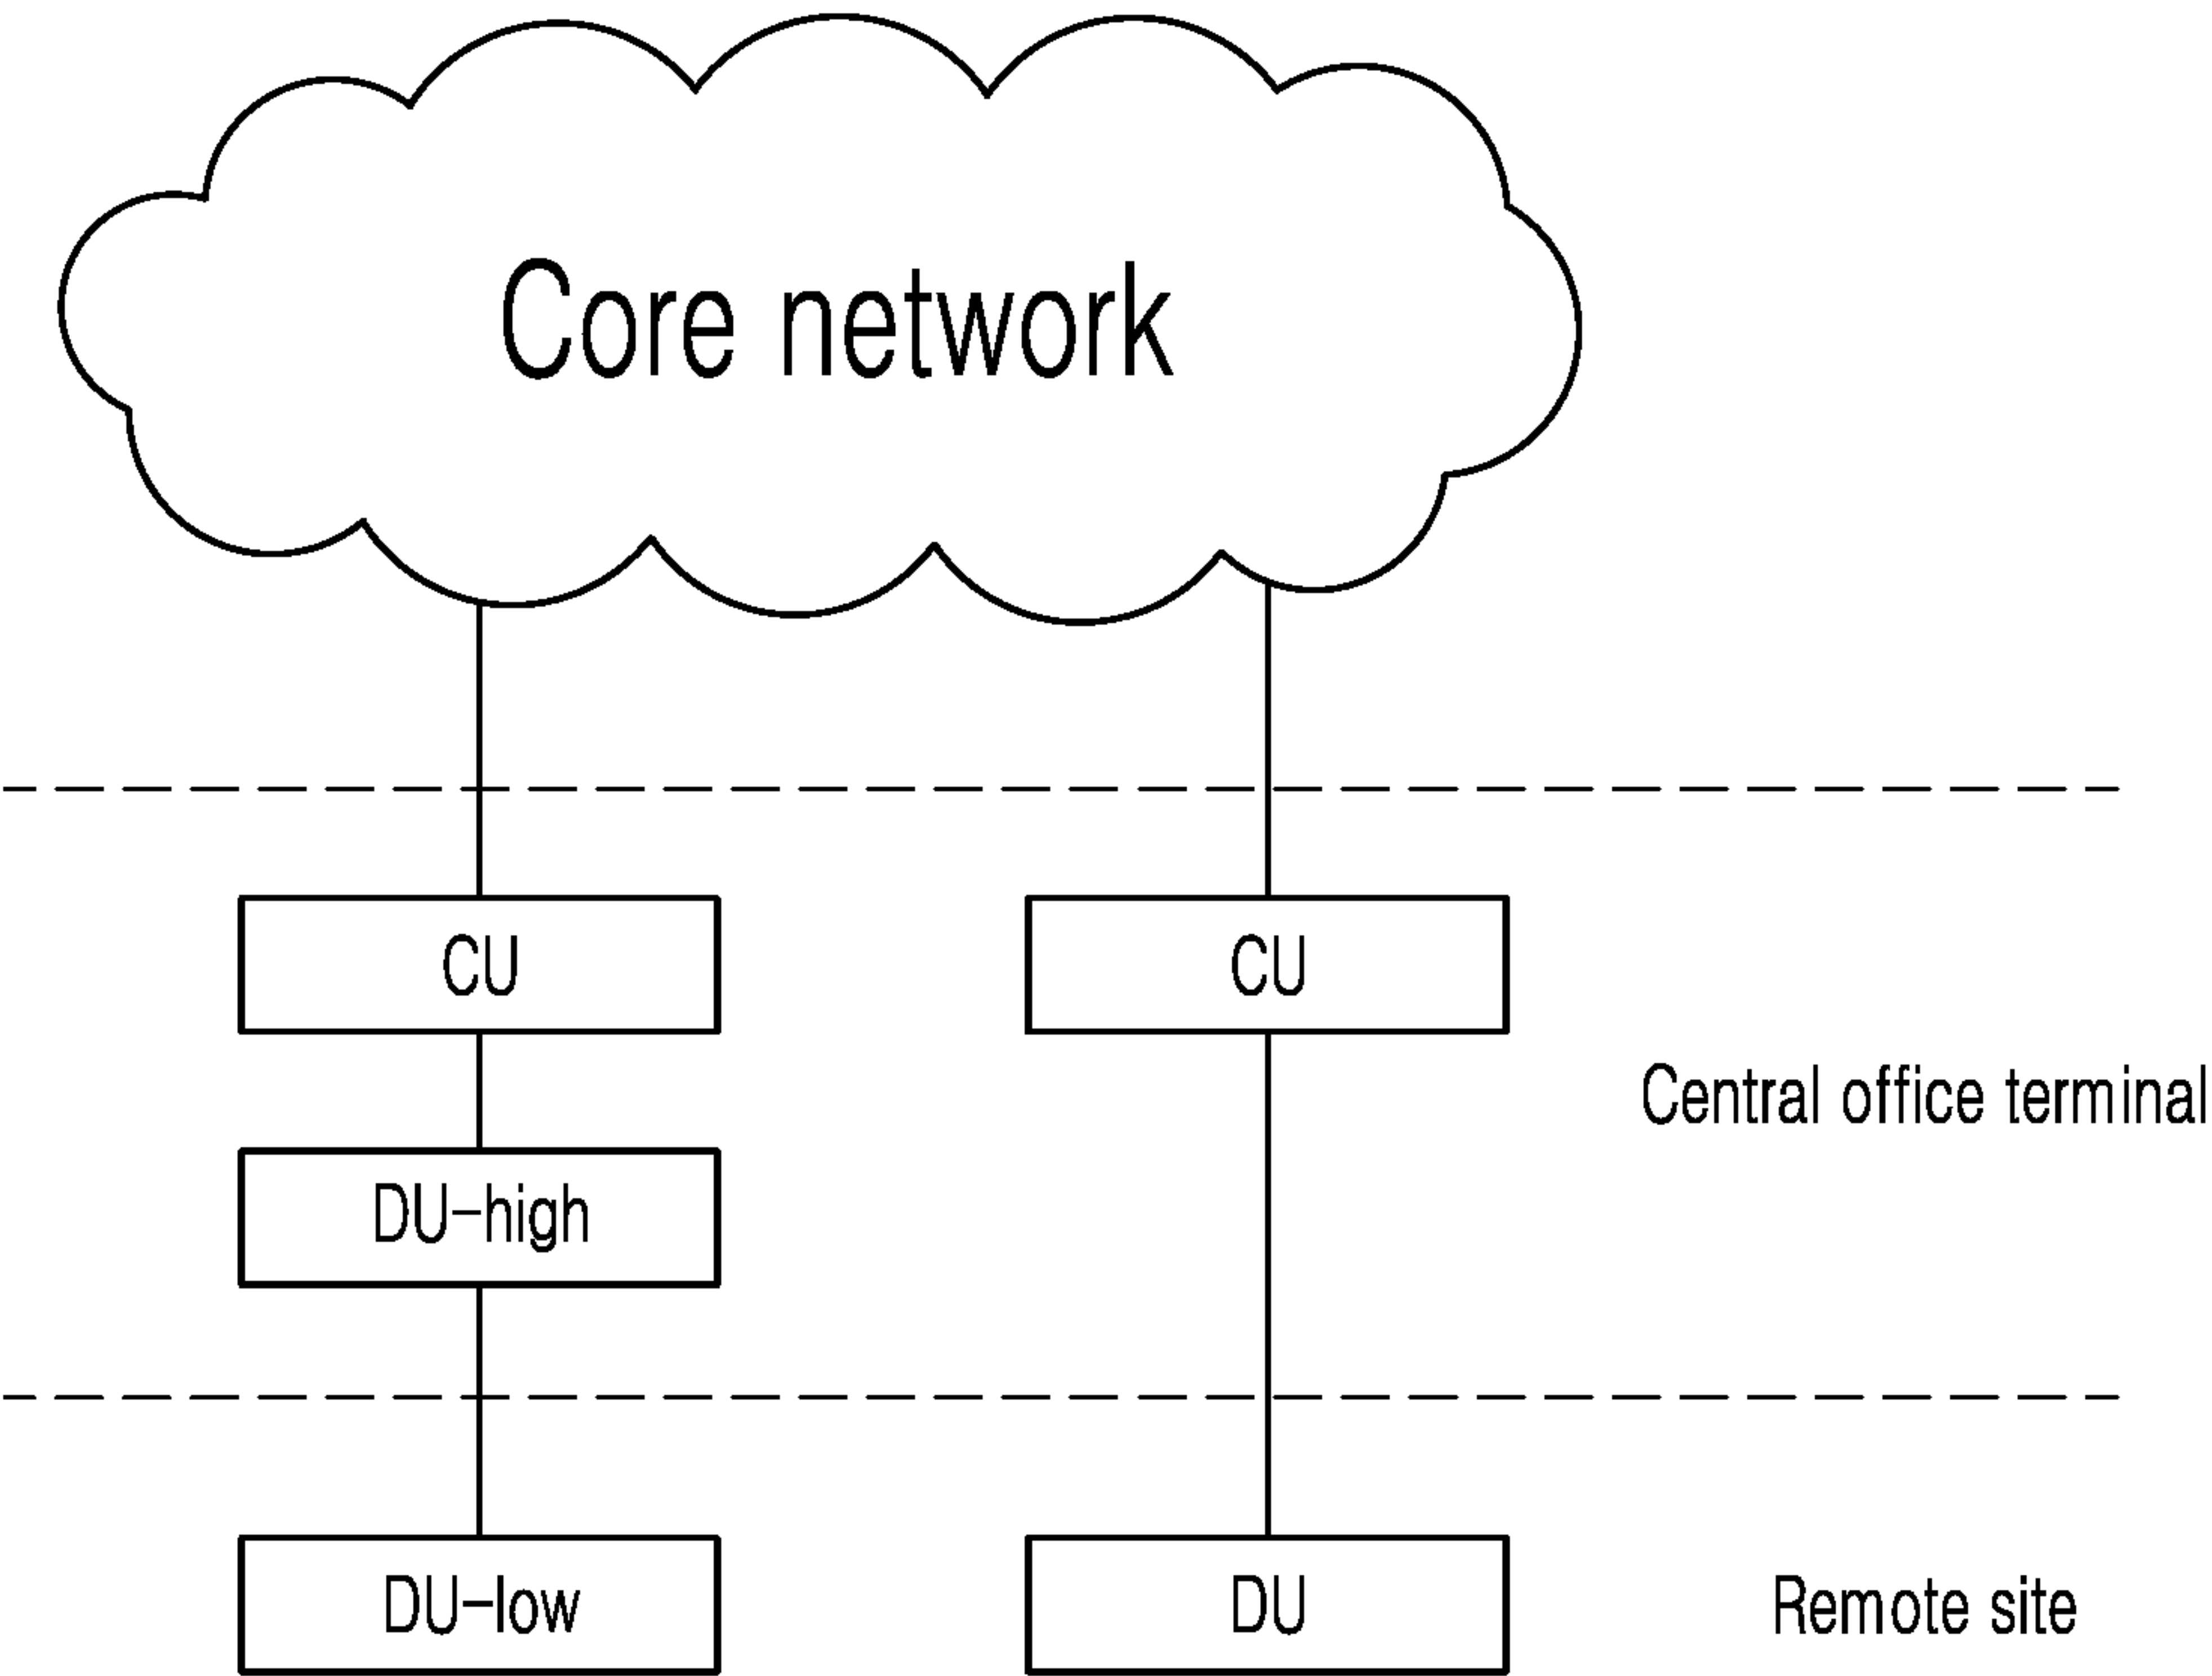 Core network
CU
CU
Central office terminal
DU-high
DU-low
DU
Remote site